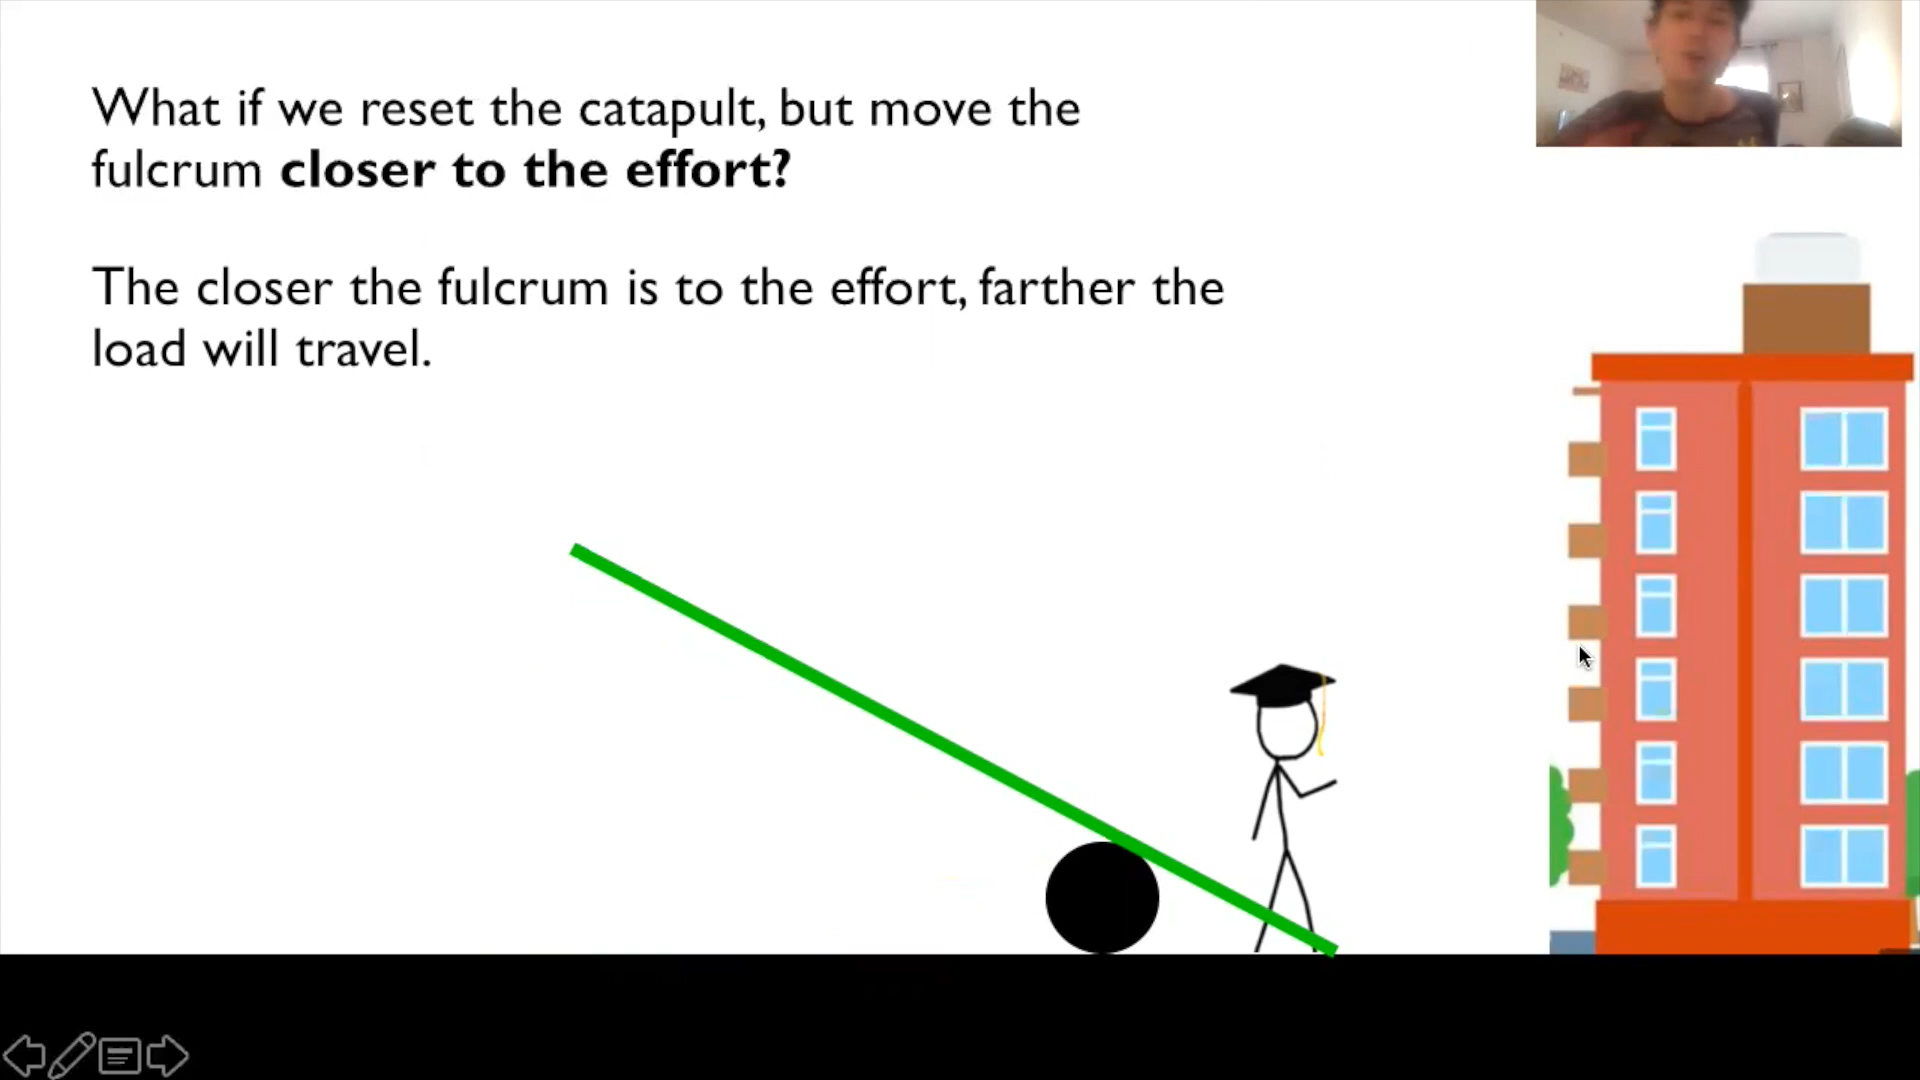 What if we reset the catapult, but move the
fulcrum closer to the effort?
The closer the fulcrum is to the effort, farther the
load will travel.